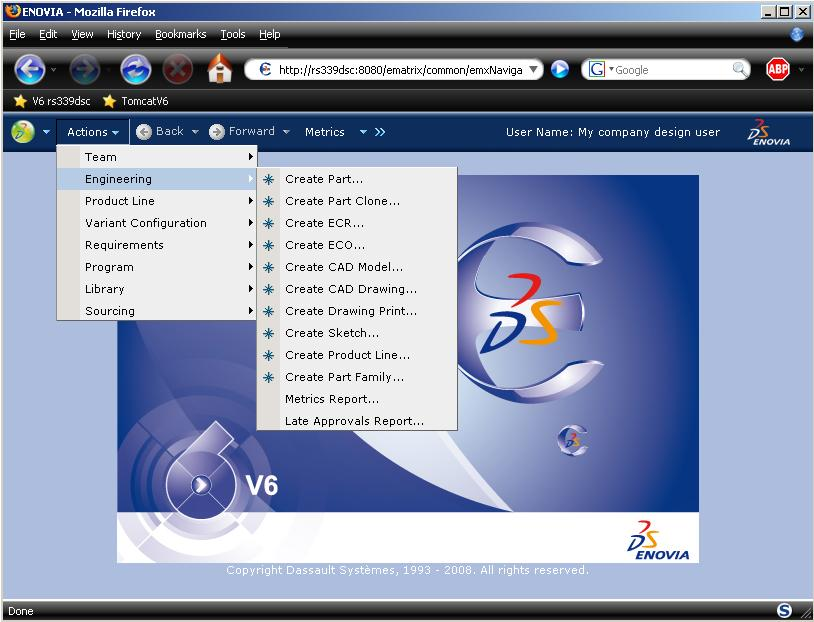 ENOVIA - Mozilla Firefox
File Edit View History Bookmarks Tools Help
http://rs339dsc:8080/ematrix/common/emxNaviga
G Google
ABP
V6 rs339dsc TomcatV6
Actions Back Forward Metrics >> User Name: My company design user
ENOVIA
Team
Engineering
Product Line
Variant Configuration
Requirements
Program
Library
Sourcing
Create Part...
Create Part Clone...
Create ECR...
Create ECO...
Create CAD Model...
Create CAD Drawing...
Create Drawing Print...
Create Sketch...
Create Product Line...
Create Part Family...
Metrics Report...
Late Approvals Report...
V6
ENOVIA
Copyright Dassault Systèmes, 1993 - 2008. All rights reserved.
Done
S